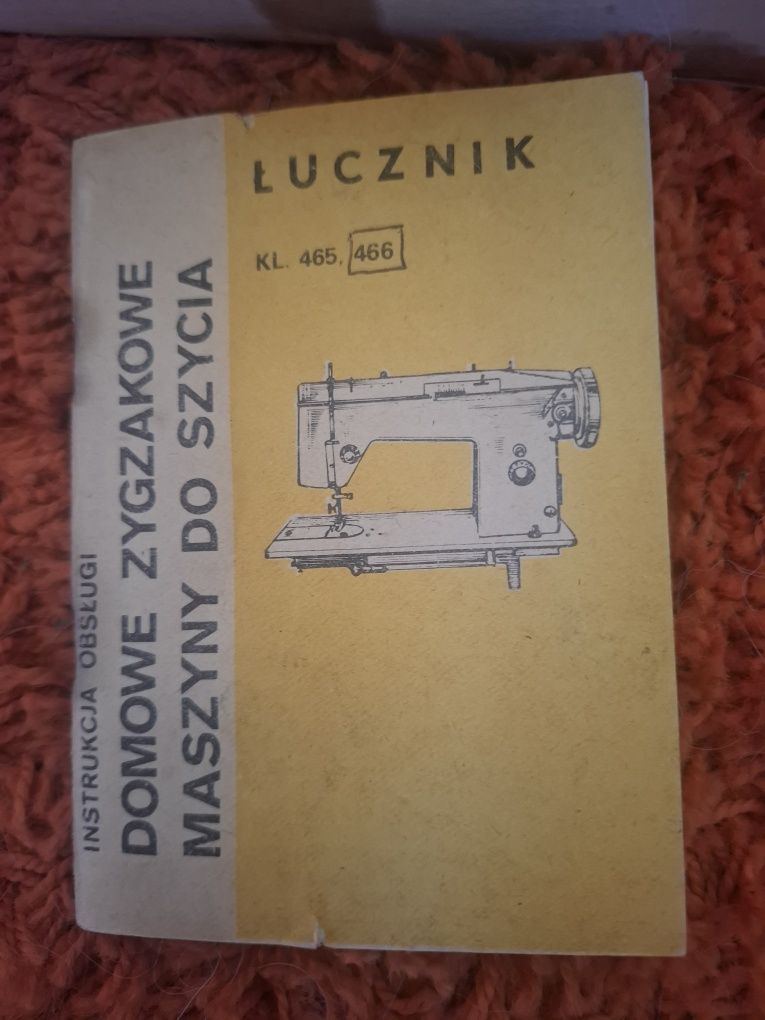 INSTRUKCJA OBSŁUGI
DOMOWE ZYGZAKOWE
MASZYNY DO SZYCIA
ŁUCZNIK
KL. 465, 466